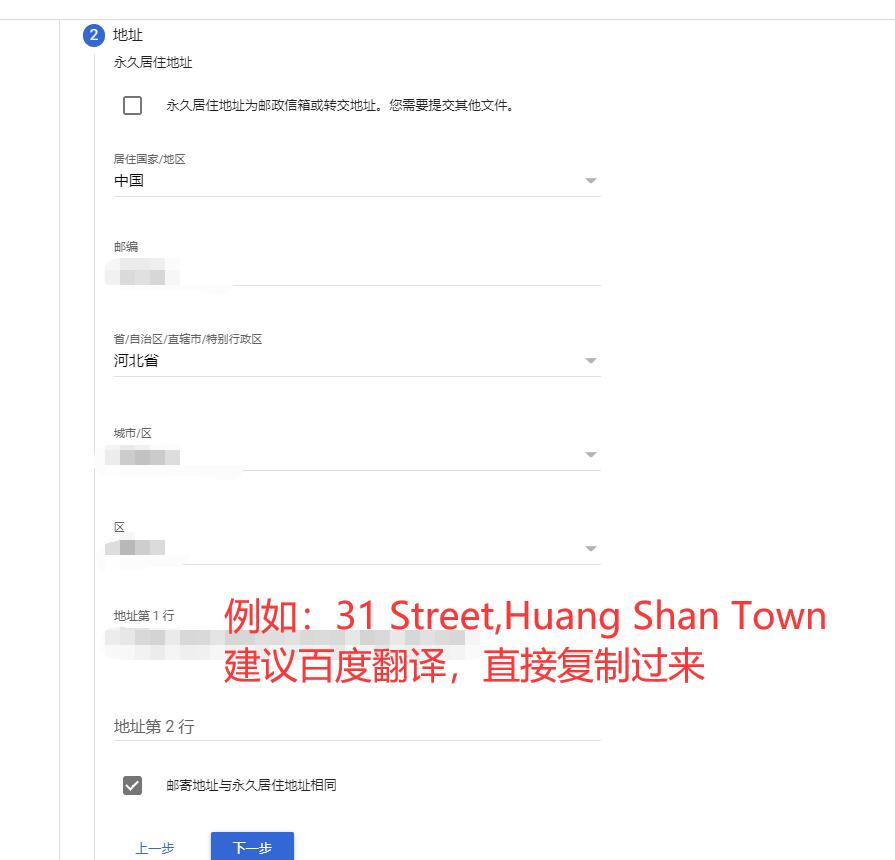 2 地址
永久居住地址
永久居住地址为邮政信箱或转交地址。您需要提交其他文件。
居住国家/地区
中国
邮编
省/自治区/直辖市/特别行政区
河北省
城市/区
区
地址第 1 行
例如：31 Street,Huang Shan Town
建议百度翻译，直接复制过来
地址第 2 行
邮寄地址与永久居住地址相同
上一步 下一步